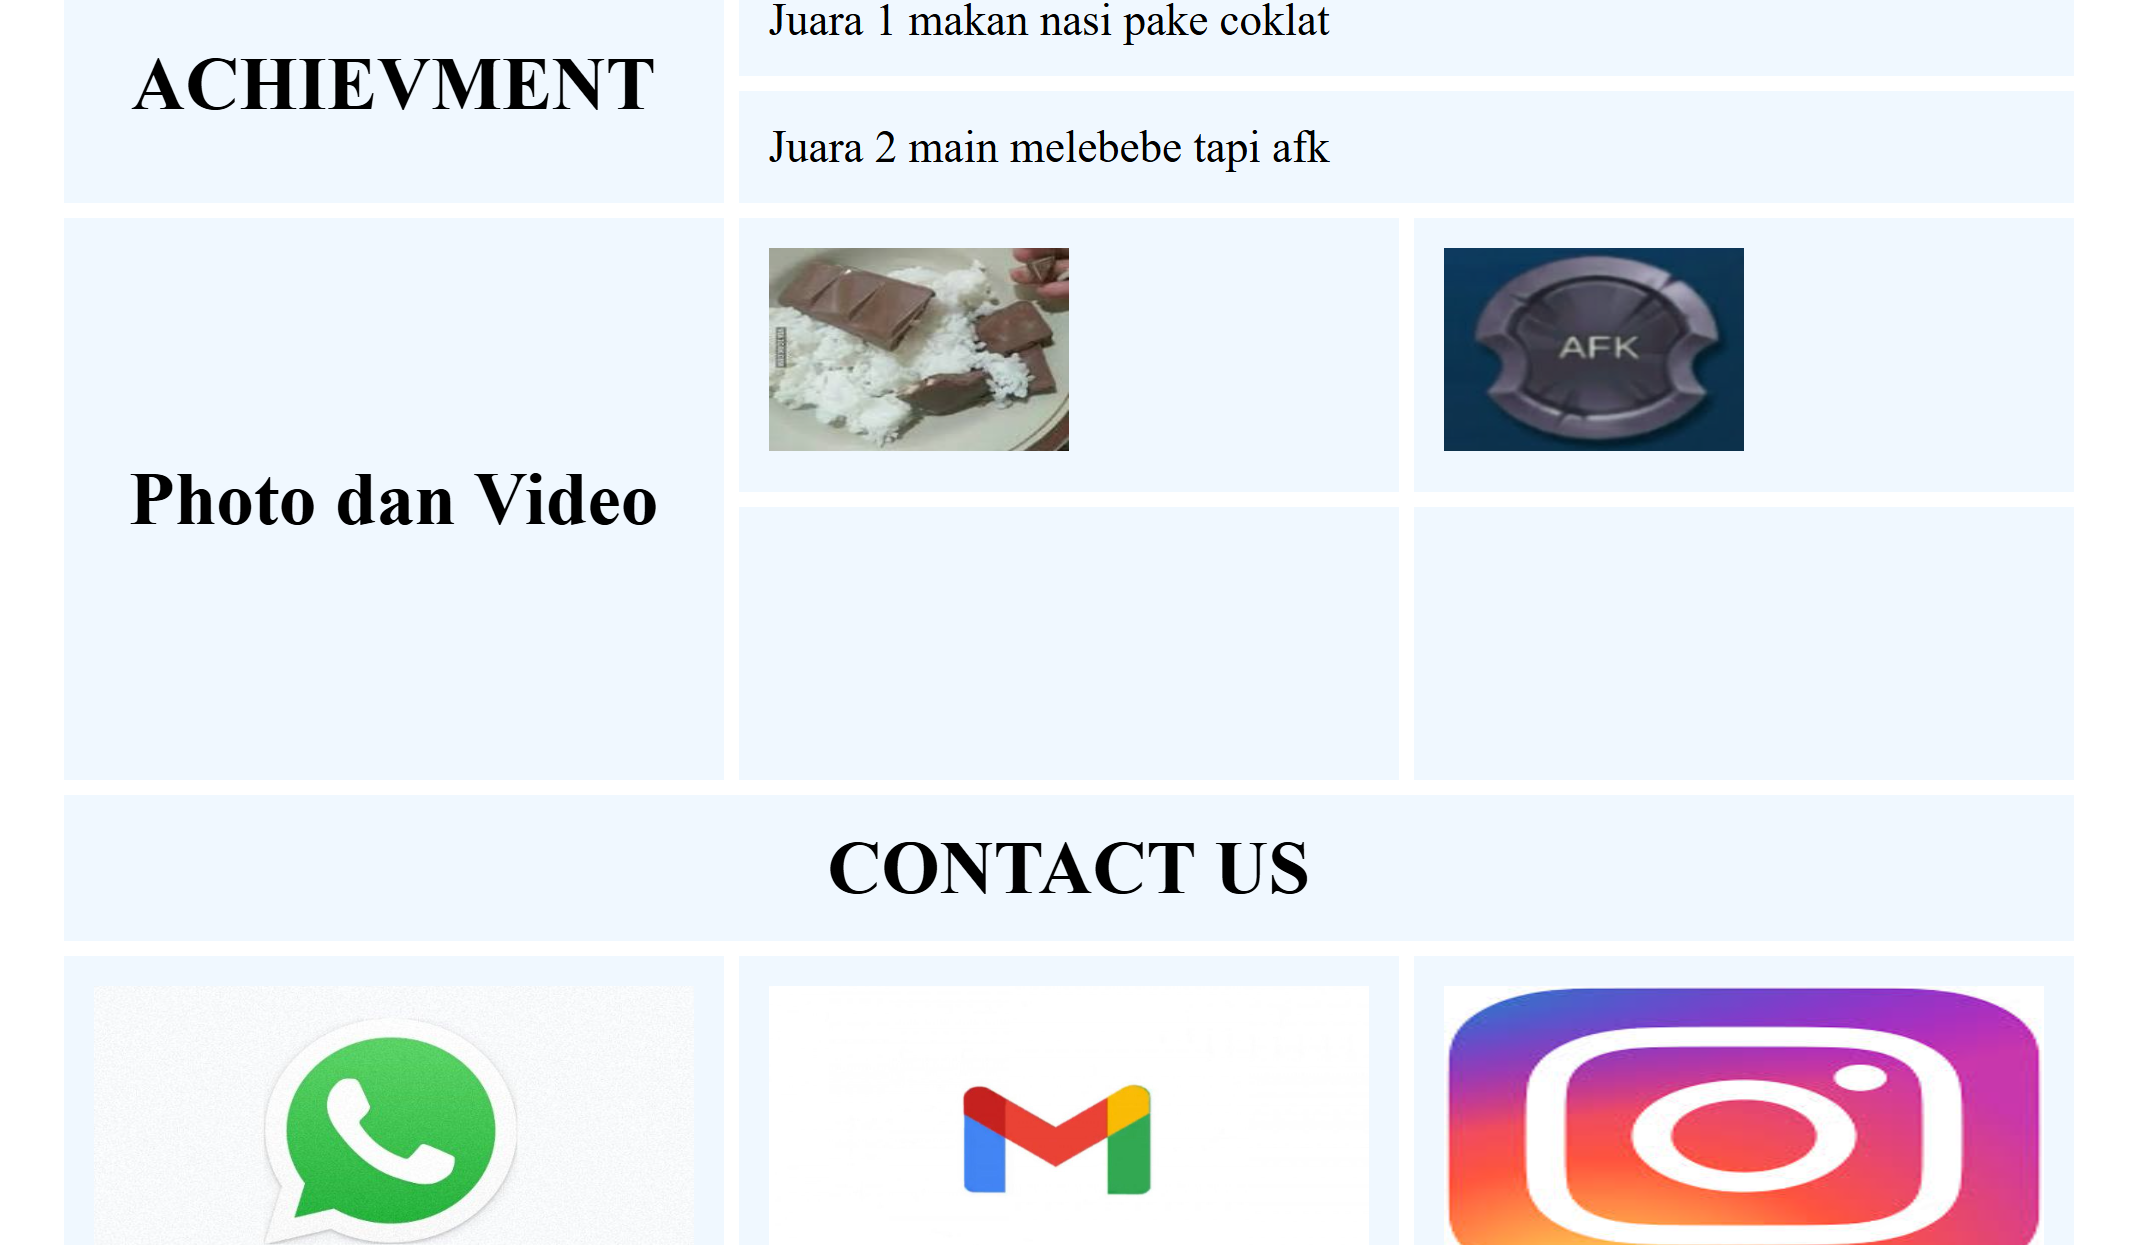 ACHIEVMENT
Juara 1 makan nasi pake coklat
Juara 2 main melebebe tapi afk
Photo dan Video
AFK
CONTACT US